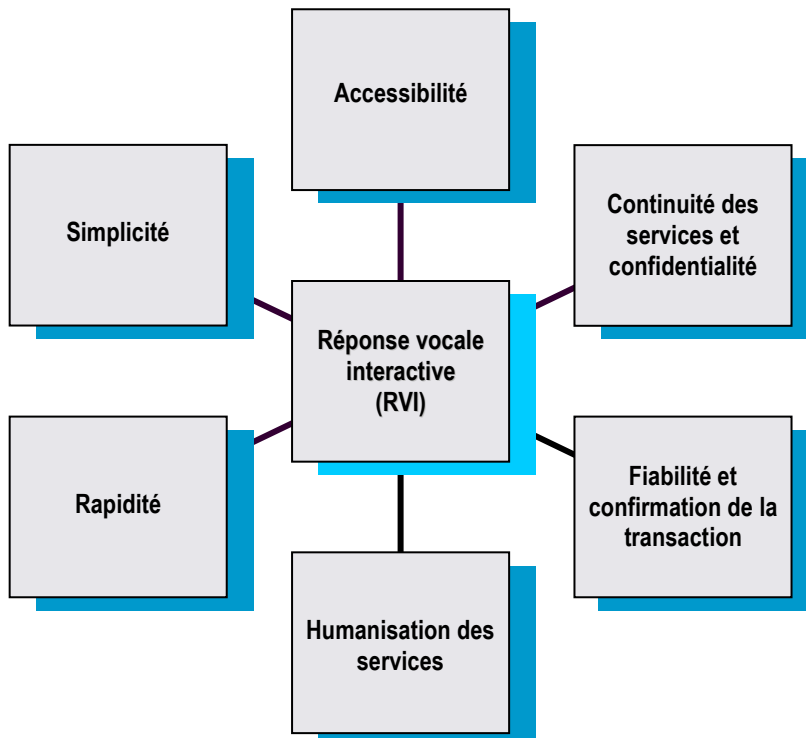 Accessibilité
Simplicité
Continuité des
services et
confidentialité
Réponse vocale
interactive
(RVI)
Rapidité
Fiabilité et
confirmation de la
transaction
Humanisation des
services